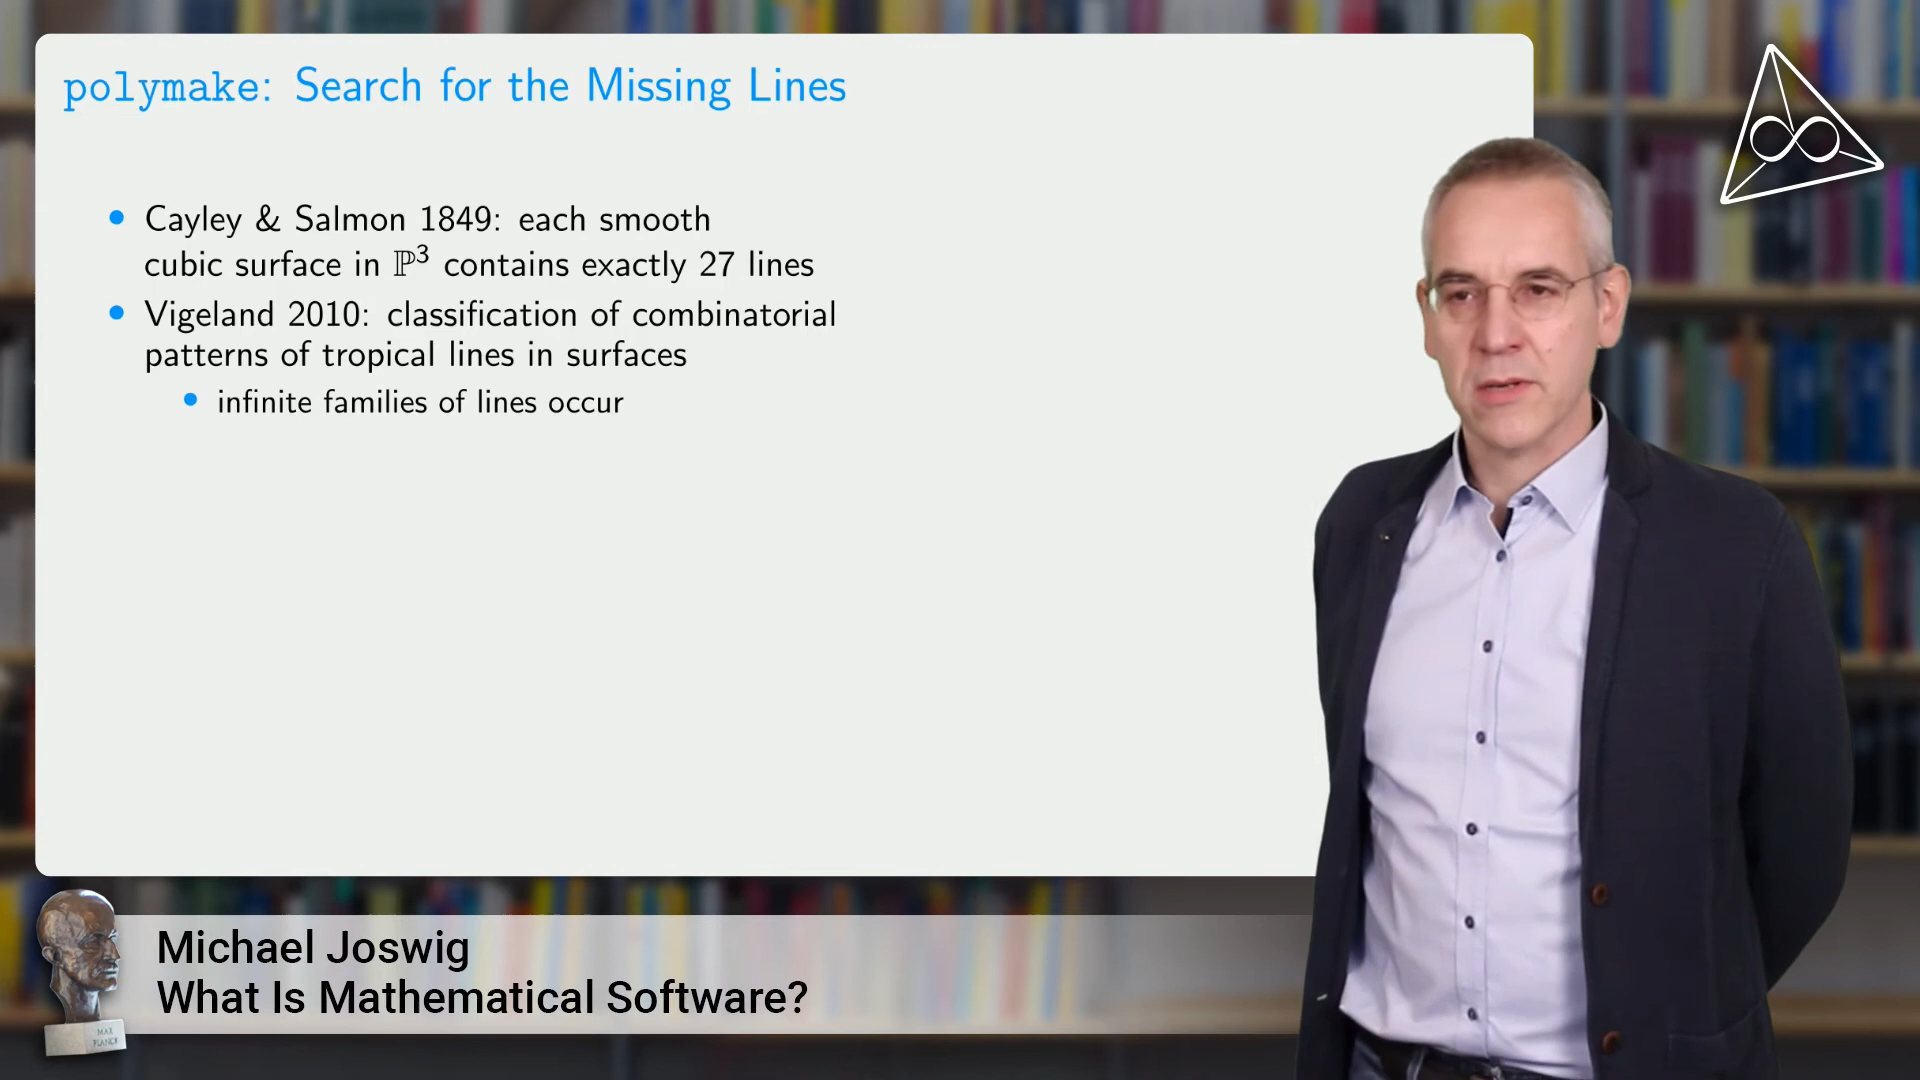 polymake: Search for the Missing Lines
• Cayley & Salmon 1849: each smooth
cubic surface in ℙ³ contains exactly 27 lines
• Vigeland 2010: classification of combinatorial
patterns of tropical lines in surfaces
• infinite families of lines occur
Michael Joswig
What Is Mathematical Software?
MAX
PLANCK